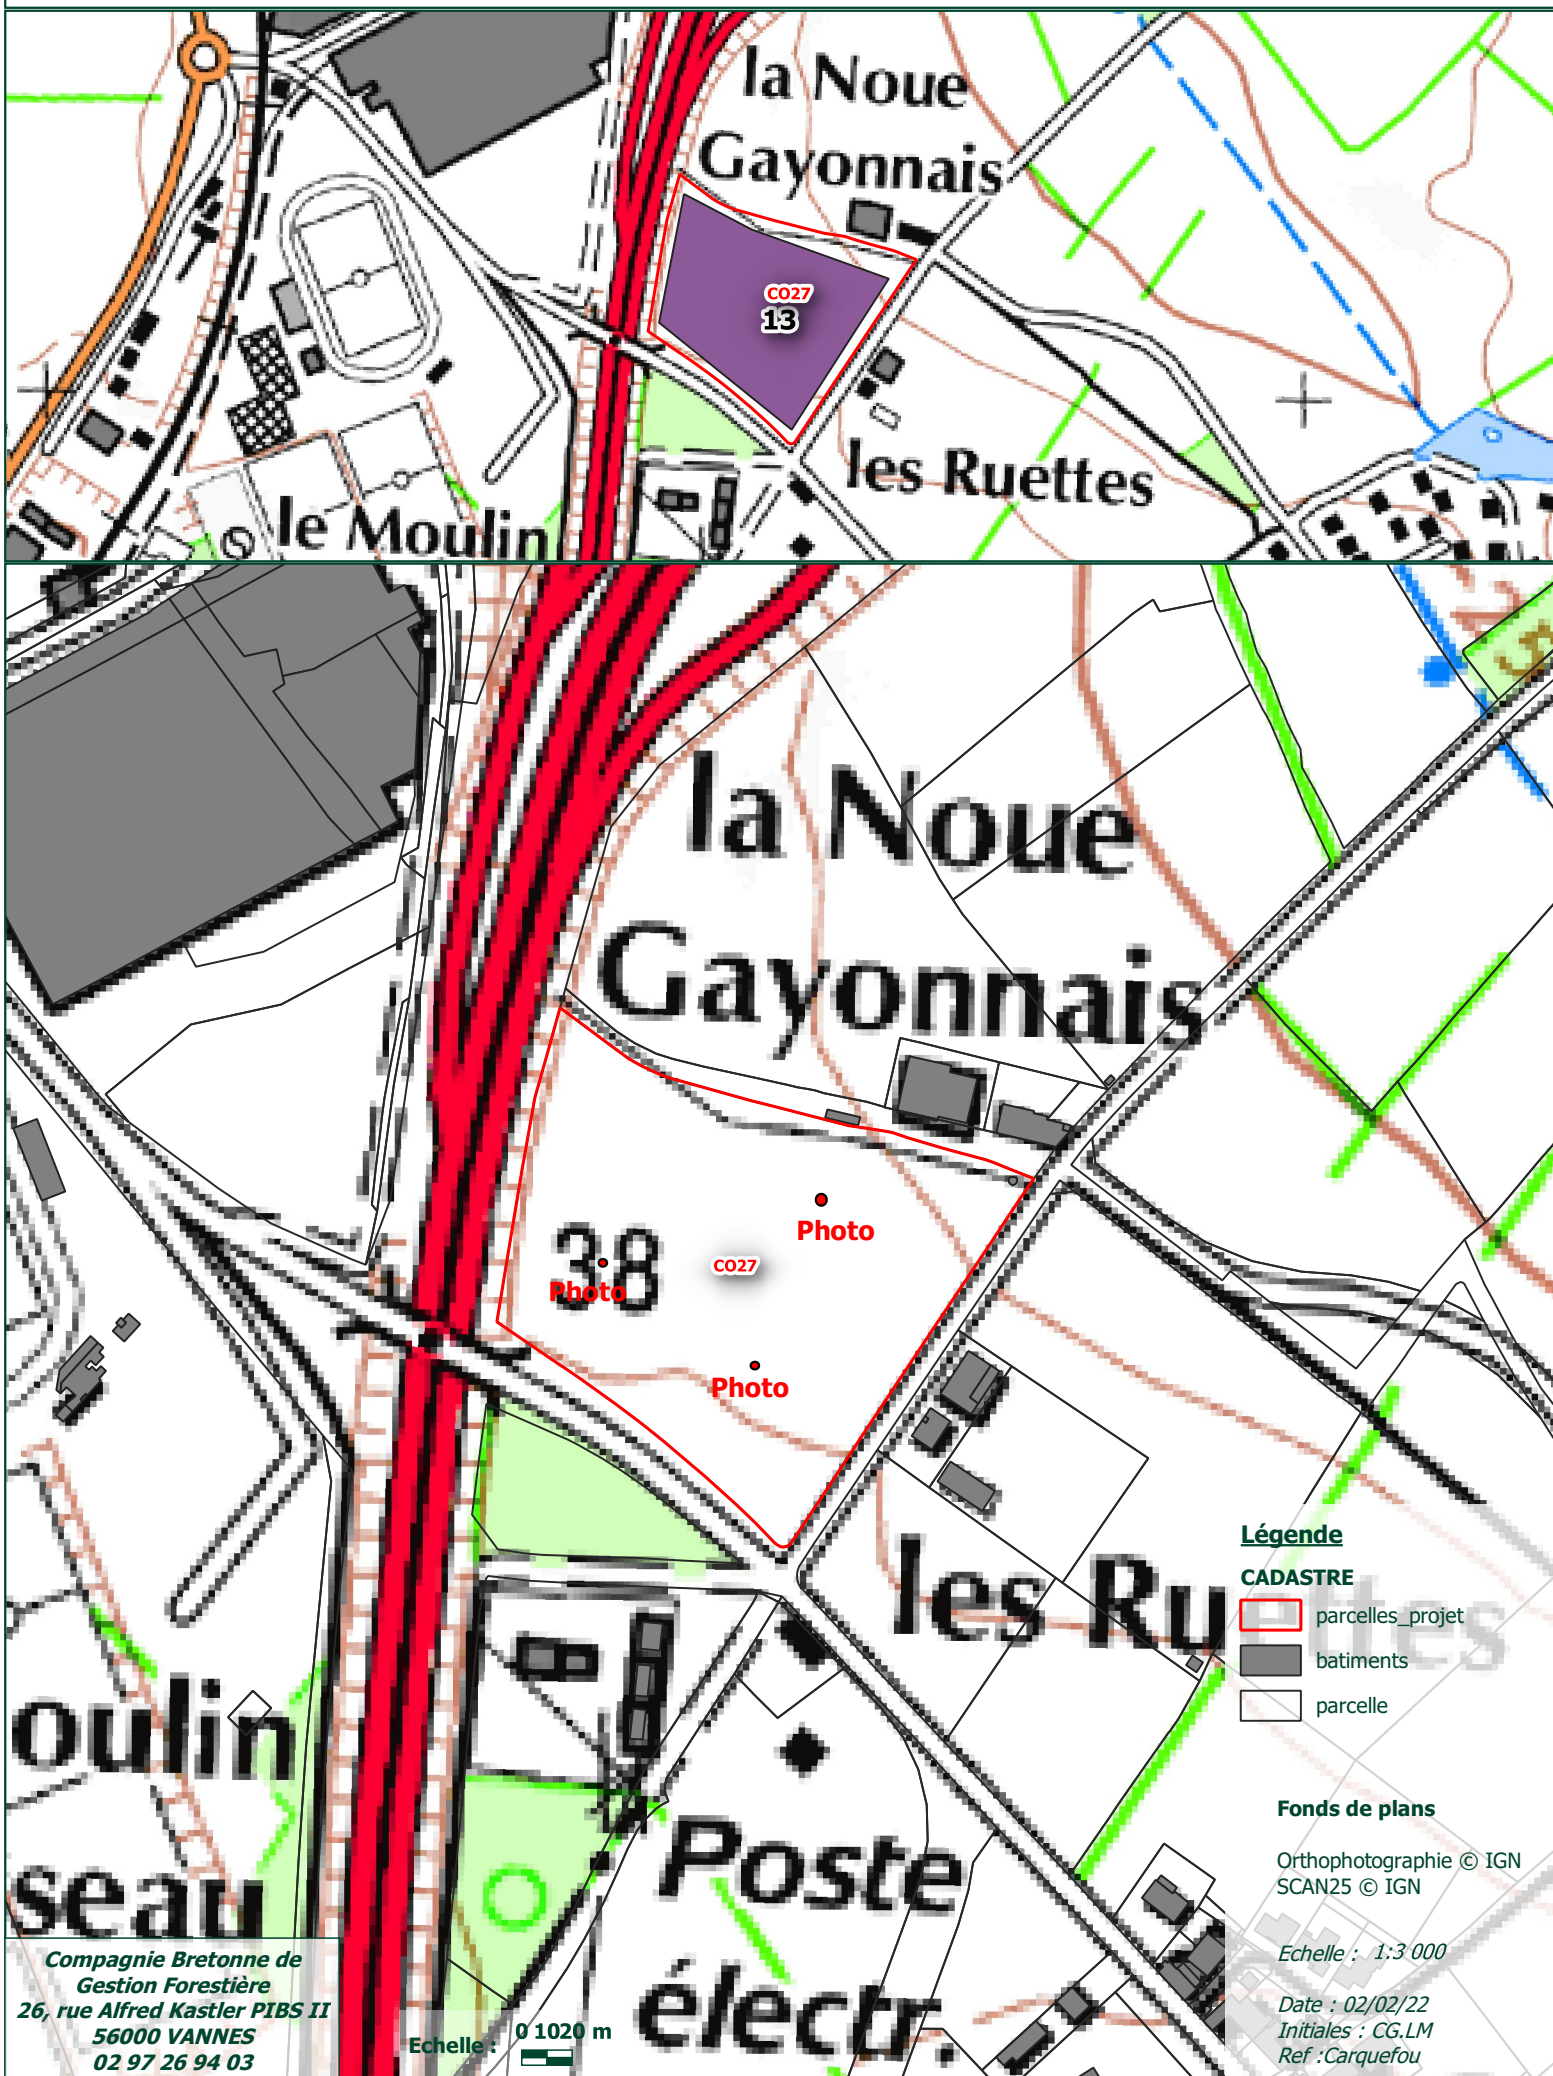 la Noue
Gayonnais
CO27
13
les Ruettes
le Moulin
la Noue
Gayonnais
Photo
38
CO27
Photo
Photo
les Ruettes
Légende
CADASTRE
parcelles_projet
batiments
parcelle
oulin
Poste
électr.
seau
Fonds de plans
Orthophotographie © IGN
SCAN25 © IGN
Echelle : 1:3 000
Date : 02/02/22
Initiales : CG.LM
Ref :Carquefou
Compagnie Bretonne de
Gestion Forestière
26, rue Alfred Kastler PIBS II
56000 VANNES
02 97 26 94 03
Echelle :
0 1020 m